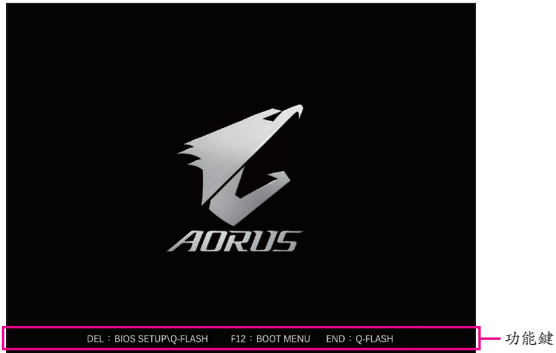 AORUS
DEL：BIOS SETUP\Q-FLASH F12：BOOT MENU END：Q-FLASH
功能鍵